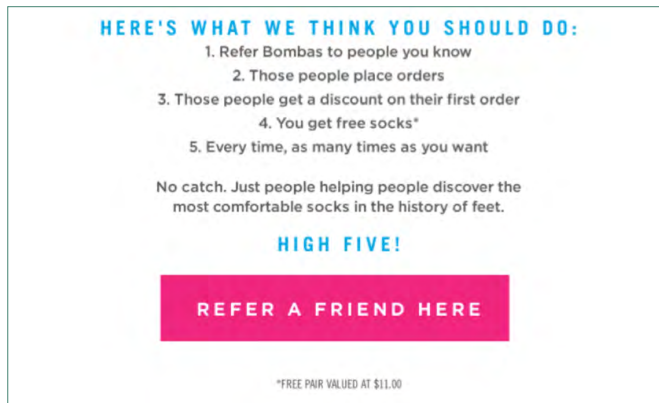 HERE'S WHAT WE THINK YOU SHOULD DO:
1. Refer Bombas to people you know
2. Those people place orders
3. Those people get a discount on their first order
4. You get free socks*
5. Every time, as many times as you want
No catch. Just people helping people discover the
most comfortable socks in the history of feet.
HIGH FIVE!
REFER A FRIEND HERE
*FREE PAIR VALUED AT $11.00